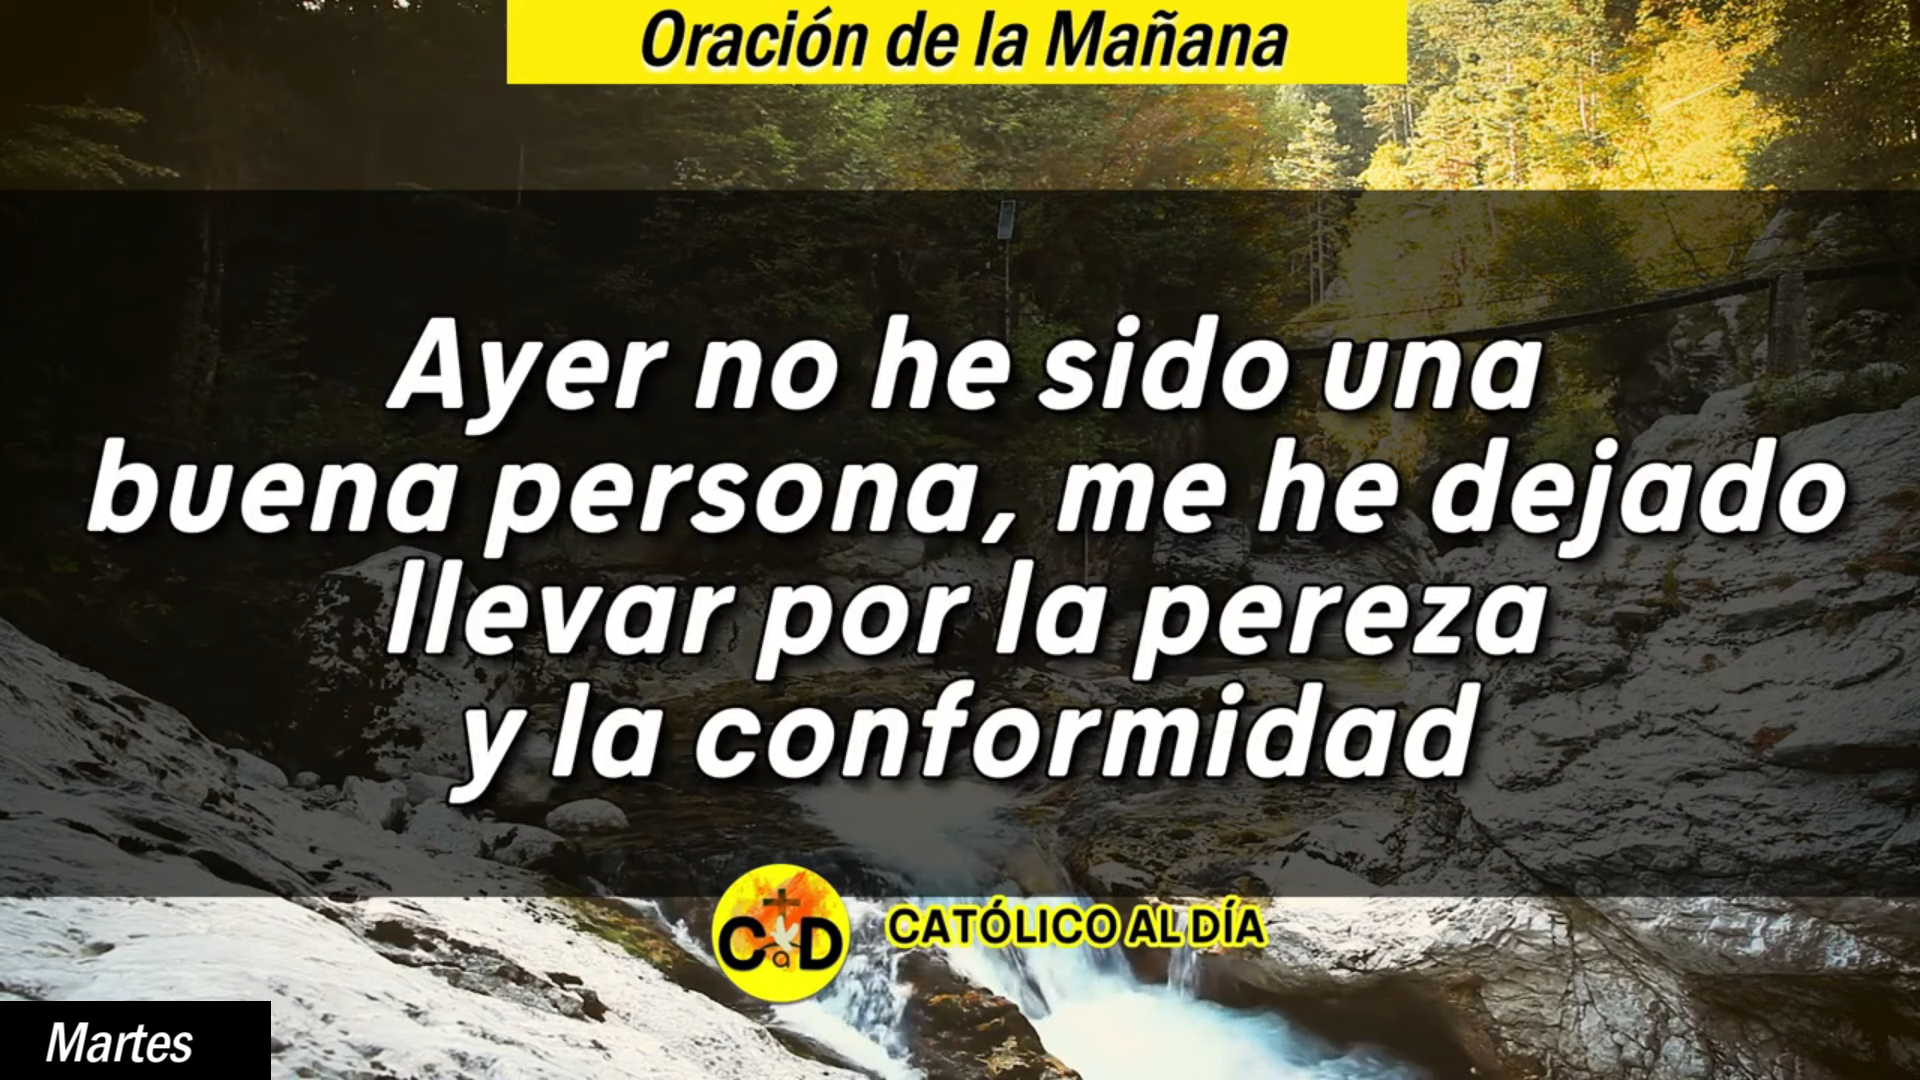 Oración de la Mañana
Ayer no he sido una
buena persona, me he dejado
llevar por la pereza
y la conformidad
CaD
CATÓLICO AL DÍA
Martes